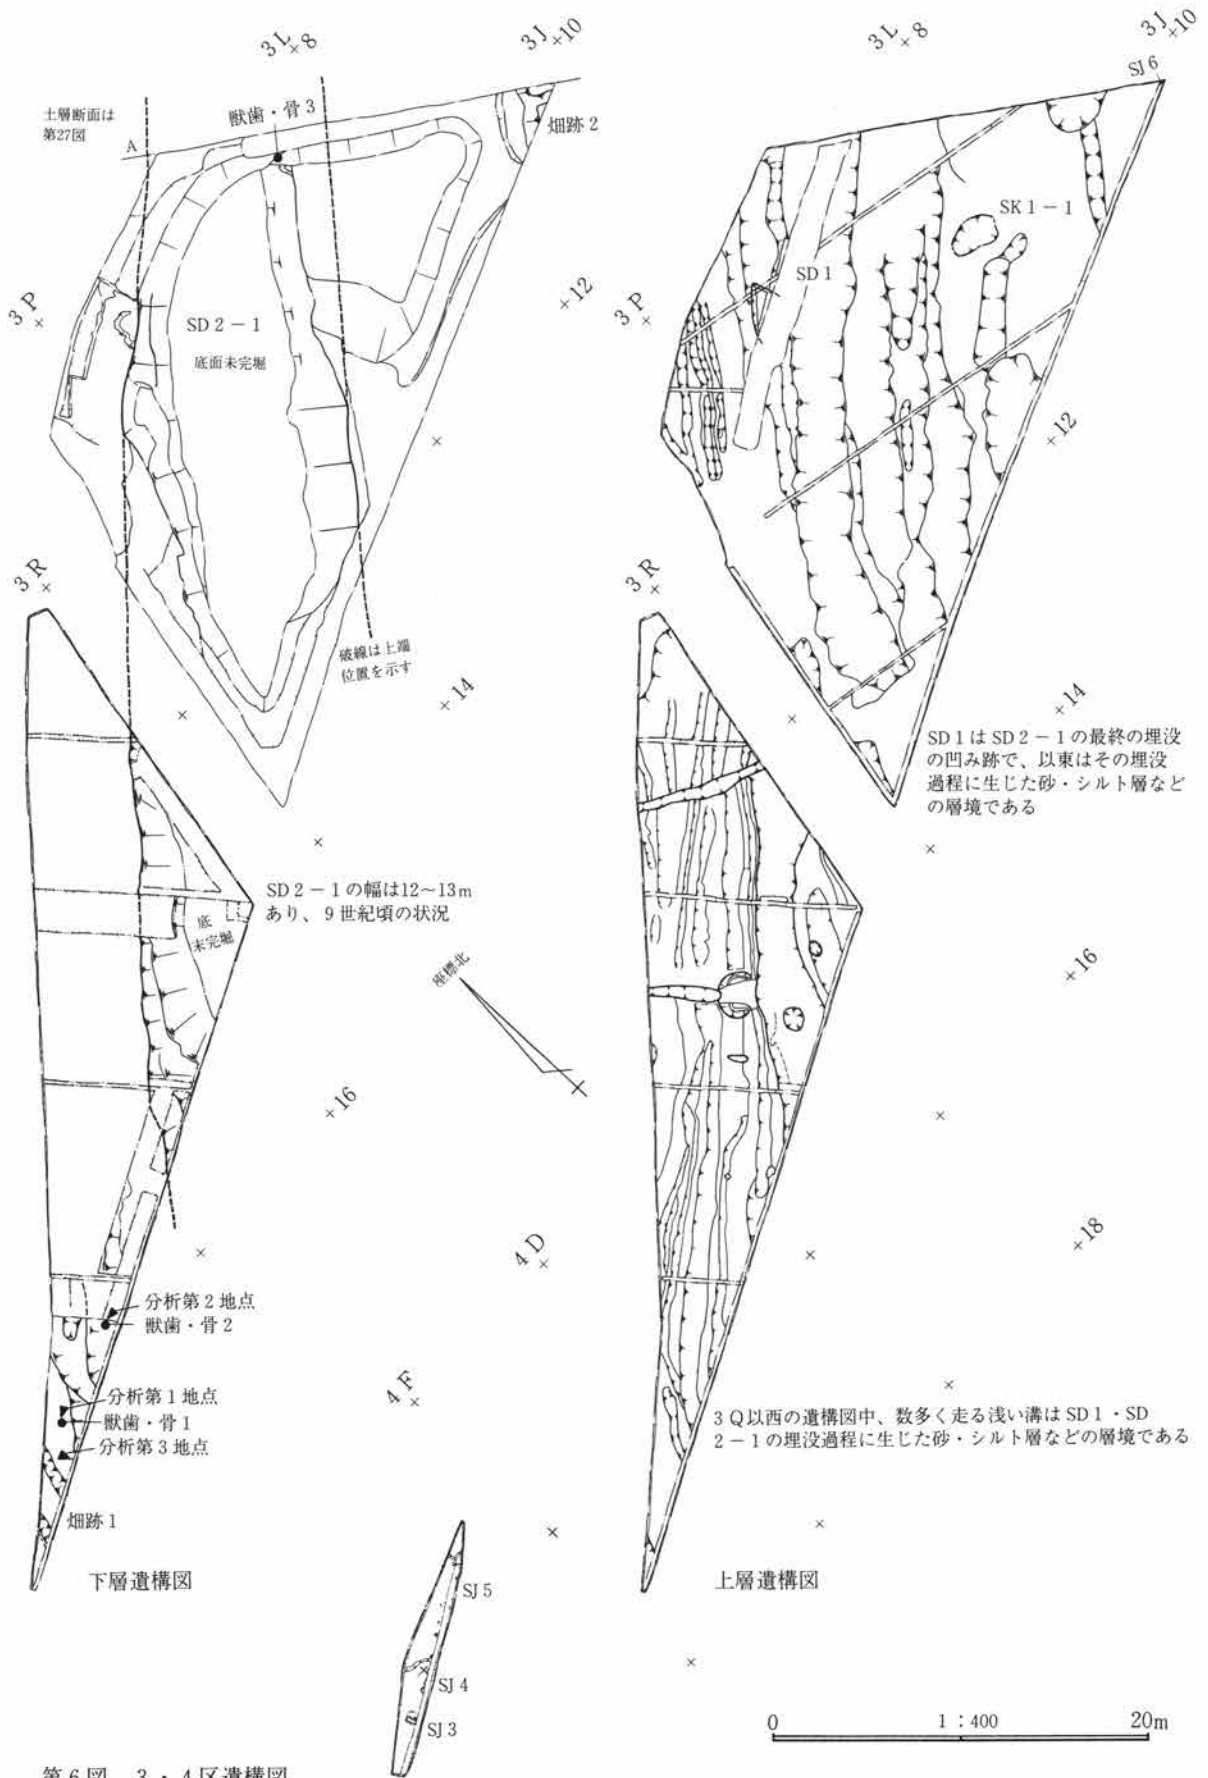 3L
8
3J
10
土層断面は
第27図
A
獣歯・骨3
畑跡2
3P
12
SD2-1
底面未完堀
3R
破線は上端
位置を示す
14
SD2-1の幅は12~13m
あり、9世紀頃の状況
底
未完堀
座標北
16
4D
分析第2地点
獣歯・骨2
4F
分析第1地点
獣歯・骨1
分析第3地点
畑跡1
下層遺構図
SJ5
SJ4
SJ3
3L
8
3J
10
SJ6
SK1-1
SD1
3P
12
3R
14
SD1はSD2-1の最終の埋没
の凹み跡で、以東はその埋没
過程に生じた砂・シルト層など
の層境である
16
18
3Q以西の遺構図中、数多く走る浅い溝はSD1・SD
2-1の埋没過程に生じた砂・シルト層などの層境である
上層遺構図
0
1:400
20m
第6図 3・4区遺構図